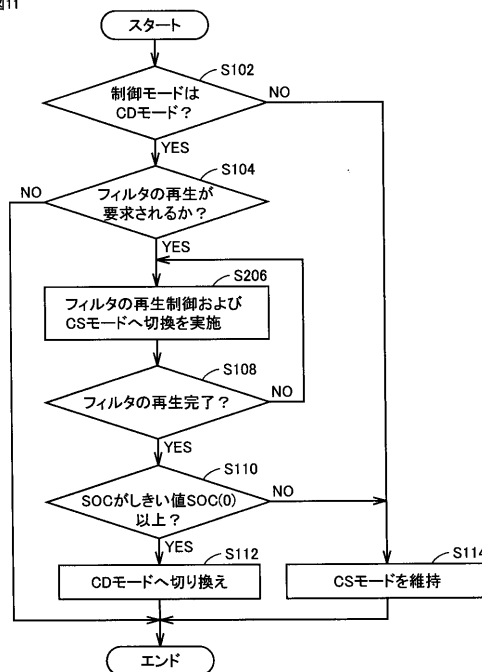 図11
スタート
S102
制御モードは
CDモード？
NO
YES
S104
フィルタの再生が
要求されるか？
NO
YES
S206
フィルタの再生制御および
CSモードへ切換を実施
S108
フィルタの再生完了？
NO
YES
S110
SOCがしきい値SOC(0)
以上？
NO
YES
S112
CDモードへ切り換え
S114
CSモードを維持
エンド